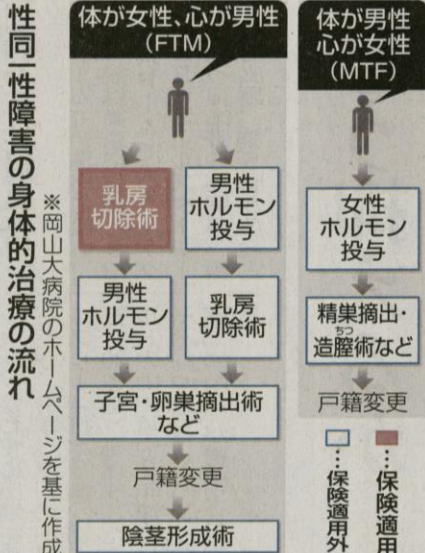 性同一性障害の身体的治療の流れ
※岡山大病院のホームページを基に作成
体が女性、心が男性
(FTM)
乳房
切除術
男性
ホルモン
投与
男性
ホルモン
投与
乳房
切除術
子宮・卵巣摘出術
など
戸籍変更
陰茎形成術
体が男性
心が女性
(MTF)
女性
ホルモン
投与
精巣摘出・
ちつ
造腟術など
戸籍変更
…保険適用
…保険適用外